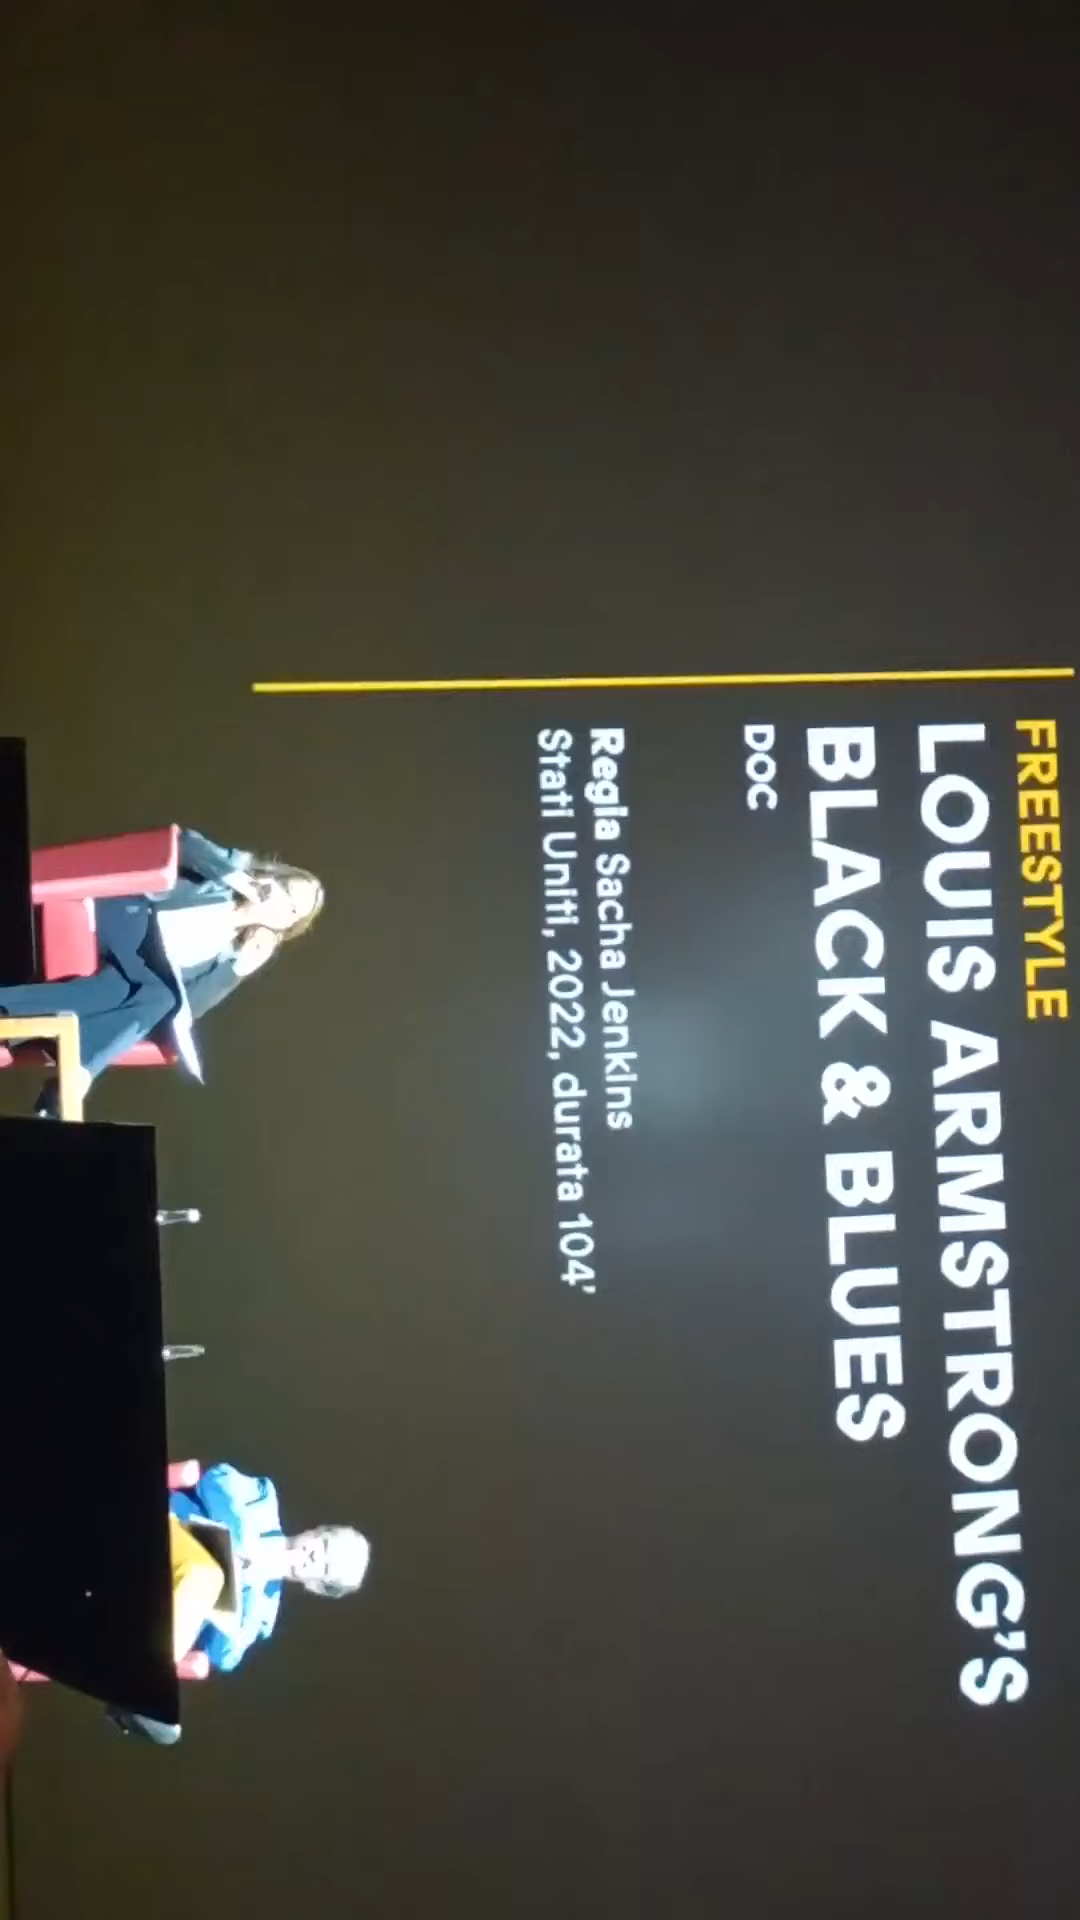 FREESTYLE
LOUIS ARMSTRONG'S
BLACK & BLUES
DOC
Regia Sacha Jenkins
Stati Uniti, 2022, durata 104'